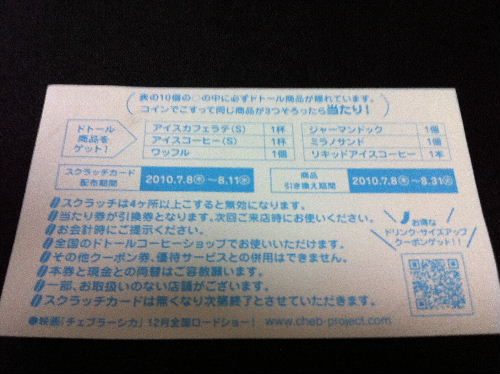 表の10個の○の中に必ずドトール商品が隠れています。
コインでこすって同じ商品が3つそろったら当たり!
ドトール商品をゲット!
アイスカフェラテ(S) 1杯 ジャーマンドック 1個
アイスコーヒー(S) 1杯 ミラノサンド 1個
ワッフル 1個 リキッドアイスコーヒー 1本
スクラッチカード配布期間 2010.7.8㊍~8.11㊌ 商品引き換え期間 2010.7.8㊍~8.31㊋
スクラッチは4ケ所以上こすると無効になります。
当たり券が引換券となります。次回ご来店時にお使いください。
お会計時にご提示ください。
全国のドトールコーヒーショップでお使いいただけます。
その他クーポン券、優待サービスとの併用はできません。
本券と現金との両替はご容赦願います。
一部、お取扱いのない店舗がございます。
スクラッチカードは無くなり次第終了とさせていただきます。
お得な
ドリンク・サイズアップ
クーポンゲット!!
●映画「チェブラーシカ」12月全国ロードショー! www.cheb-project.com